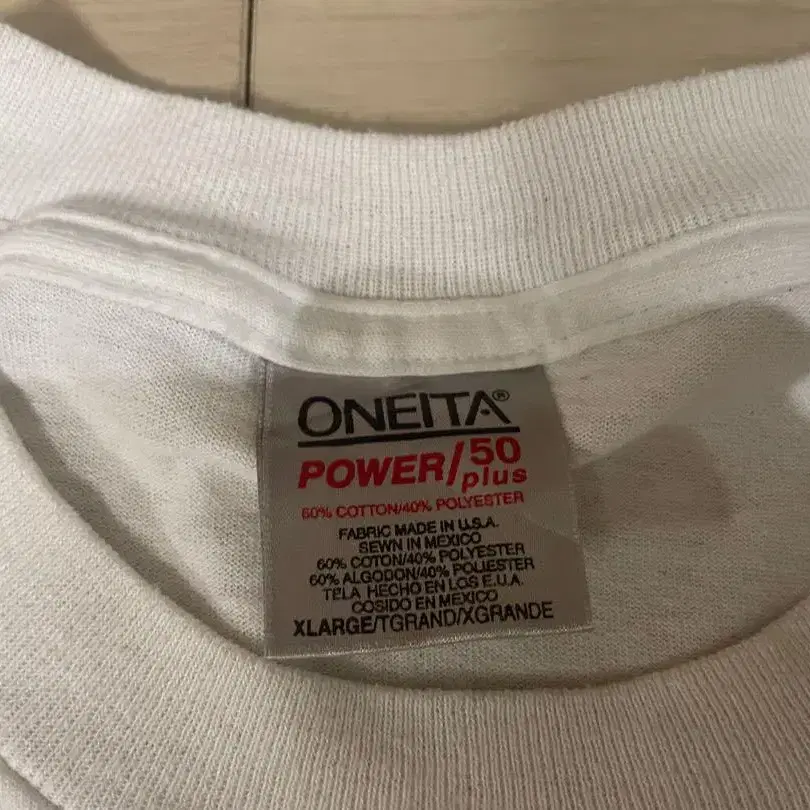 ONEITA®
POWER/50 plus
60% COTTON/40% POLYESTER
FABRIC MADE IN U.S.A.
SEWN IN MEXICO
60% COTON/40% POLYESTER
60% ALGODON/40% POLIESTER
TELA HECHO EN LOS E.U.A.
COSIDO EN MEXICO
XLARGE/TGRAND/XGRANDE